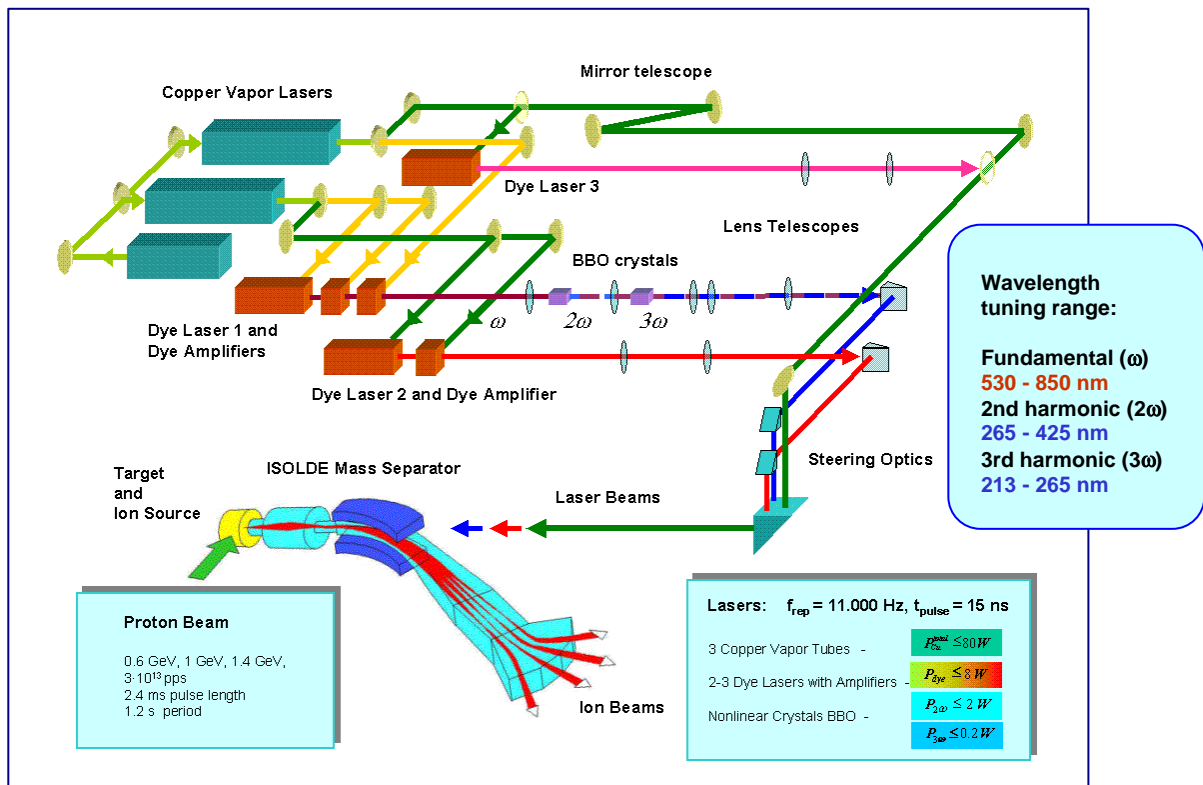 Mirror telescope
Copper Vapor Lasers
Dye Laser 3
Lens Telescopes
BBO crystals
ω
2ω
3ω
Dye Laser 1 and
Dye Amplifiers
Dye Laser 2 and Dye Amplifier
Wavelength
tuning range:
Fundamental (ω)
530 - 850 nm
2nd harmonic (2ω)
265 - 425 nm
3rd harmonic (3ω)
213 - 265 nm
Steering Optics
Target
and
Ion Source
ISOLDE Mass Separator
Laser Beams
Proton Beam
0.6 GeV, 1 GeV, 1.4 GeV,
3·10¹³ pps
2.4 ms pulse length
1.2 s period
Ion Beams
Lasers: f_rep = 11.000 Hz, t_pulse = 15 ns
3 Copper Vapor Tubes -
P_Cu^total ≤80W
2-3 Dye Lasers with Amplifiers -
P_dye ≤ 8 W
Nonlinear Crystals BBO -
P_2ω ≤ 2 W
P_3ω ≤ 0.2 W